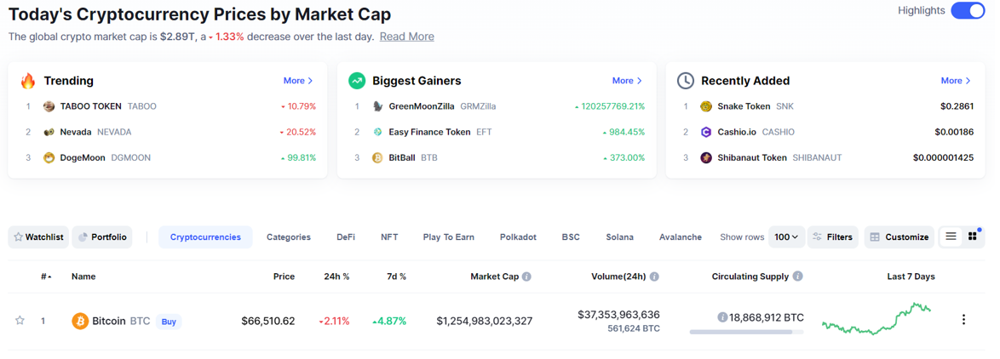 Today's Cryptocurrency Prices by Market Cap
Highlights
The global crypto market cap is $2.89T, a 1.33% decrease over the last day. Read More
Trending
More
1 TABOO TOKEN TABOO 10.79%
2 Nevada NEVADA 20.52%
3 DogeMoon DGMOON 99.81%
Biggest Gainers
More
1 GreenMoonZilla GRMZilla 120257769.21%
2 Easy Finance Token EFT 984.45%
3 BitBall BTB 373.00%
Recently Added
More
1 Snake Token SNK $0.2861
2 Cashio.io CASHIO $0.00186
3 Shibanaut Token SHIBANAUT $0.000001425
Watchlist Portfolio Cryptocurrencies Categories DeFi NFT Play To Earn Polkadot BSC Solana Avalanche Show rows 100 Filters Customize
# Name Price 24h % 7d % Market Cap Volume(24h) Circulating Supply Last 7 Days
1 Bitcoin BTC Buy $66,510.62 2.11% 4.87% $1,254,983,023,327 $37,353,963,636 18,868,912 BTC
561,624 BTC